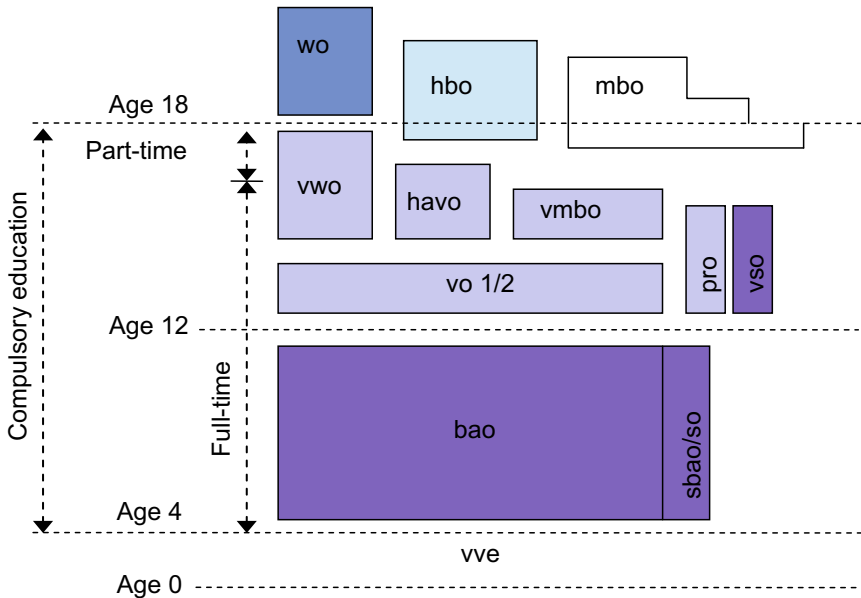 wo
hbo
mbo
Age 18
Part-time
vwo
havo
vmbo
pro
vso
vo 1/2
Age 12
Compulsory education
Full-time
bao
sbao/so
Age 4
vve
Age 0